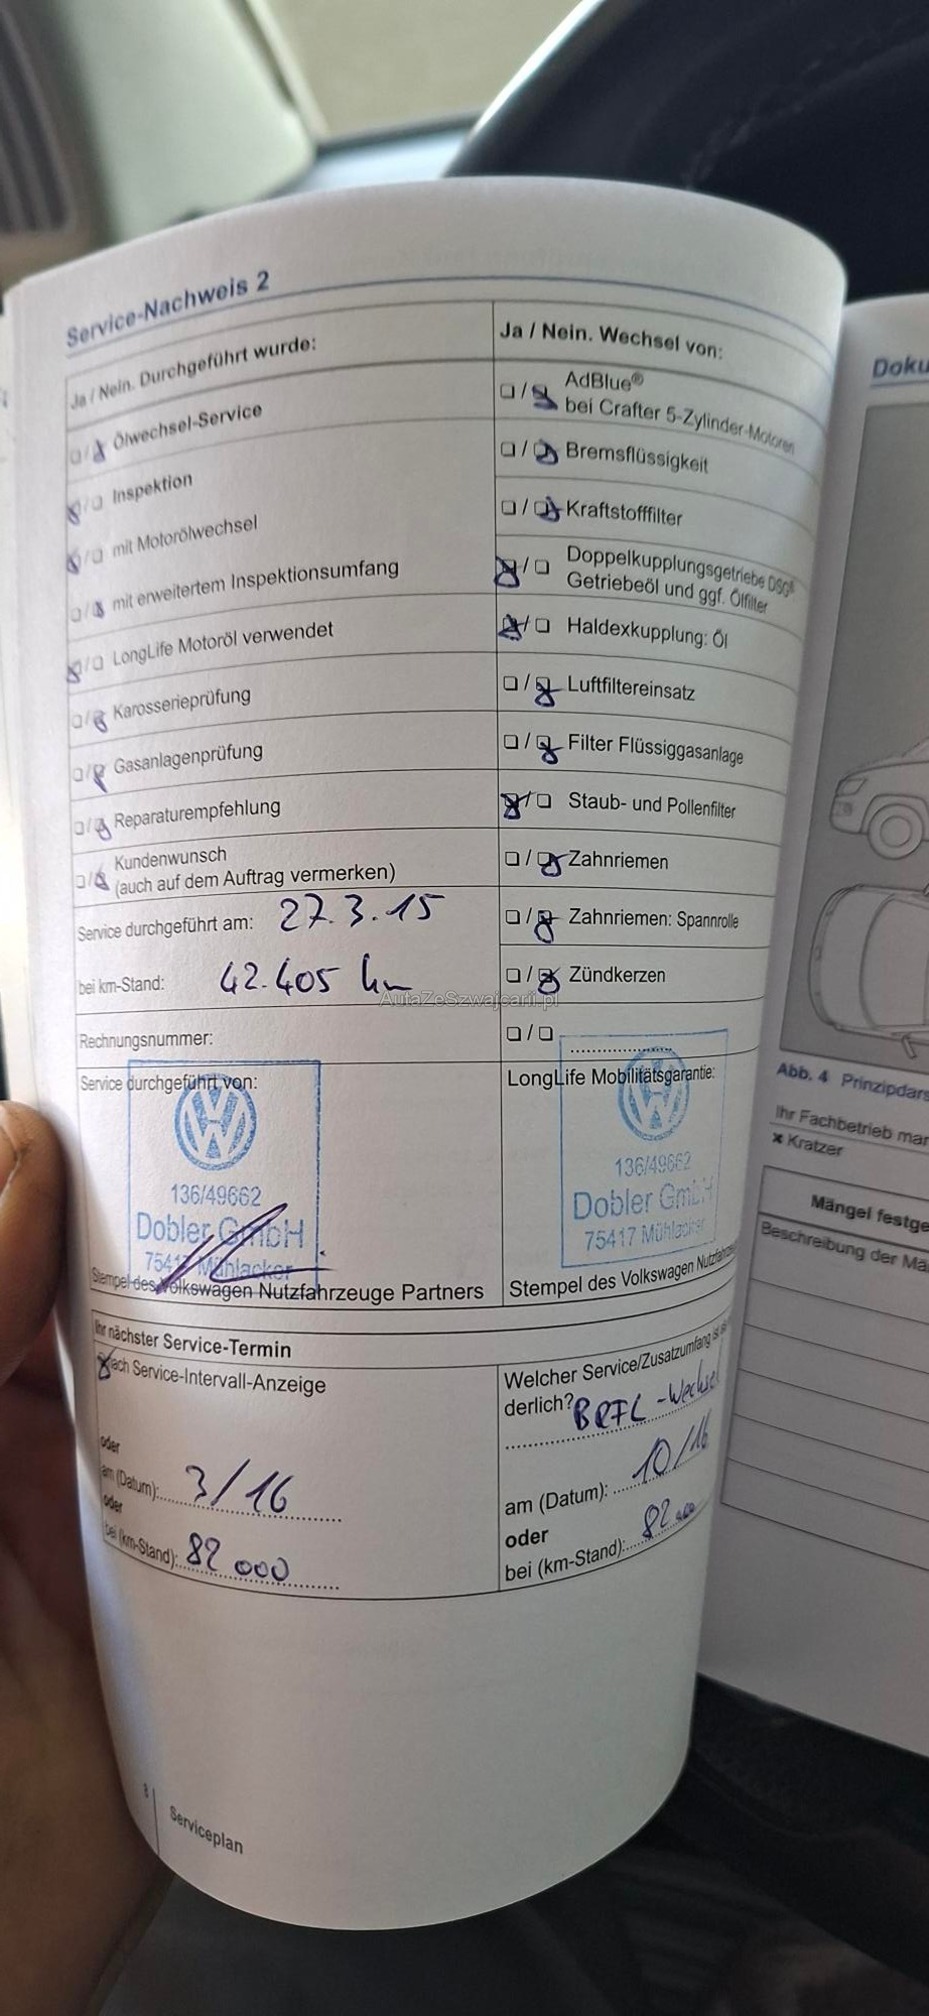 Service-Nachweis 2
Ja / Nein. Durchgeführt wurde:
☐/☒ Ölwechsel-Service
☒/☐ Inspektion
☒/☐ mit Motorölwechsel
☐/☒ mit erweitertem Inspektionsumfang
☒/☐ LongLife Motoröl verwendet
☐/☒ Karosserieprüfung
☐/☒ Gasanlagenprüfung
☐/☒ Reparaturempfehlung
☐/☒ Kundenwunsch
(auch auf dem Auftrag vermerken)
Service durchgeführt am: 27.3.15
bei km-Stand: 42.405 km
Rechnungsnummer:
Service durchgeführt von:
136/49662
Dobler GmbH
75417 Mühlacker
Stempel des Volkswagen Nutzfahrzeuge Partners
Ja / Nein. Wechsel von:
☐/☒ AdBlue®
bei Crafter 5-Zylinder-Motoren
☐/☒ Bremsflüssigkeit
☐/☒ Kraftstofffilter
☒/☐ Doppelkupplungsgetriebe DSG®
Getriebeöl und ggf. Ölfilter
☒/☐ Haldexkupplung: Öl
☐/☒ Luftfiltereinsatz
☐/☒ Filter Flüssiggasanlage
☒/☐ Staub- und Pollenfilter
☐/☒ Zahnriemen
☐/☒ Zahnriemen: Spannrolle
☐/☒ Zündkerzen
☐/☐
LongLife Mobilitätsgarantie:
136/49662
Dobler GmbH
75417 Mühlacker
Stempel des Volkswagen Nutzfahrzeuge
AutaZeSzwajcarii.pl
Ihr nächster Service-Termin
☒ nach Service-Intervall-Anzeige
oder
am (Datum): 3/16
oder
bei (km-Stand): 82 000
Welcher Service/Zusatzumfang ist
derlich? BRFL-Wechsel
am (Datum): 10/16
oder
bei (km-Stand): 82
8 Serviceplan
Doku
Abb. 4 Prinzipdars
Ihr Fachbetrieb mar
× Kratzer
Mängel festge
Beschreibung der Mä